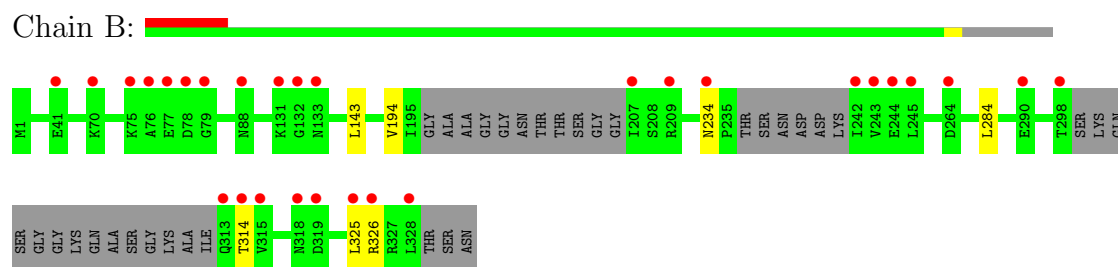 Chain B:
M1 E41 K70 K75 A76 E77 D78 G79 N88 K131 G132 N133 L143 V194 I195 GLY ALA ALA GLY GLY ASN THR THR SER GLY GLY I207 S208 R209 N234 P235 THR SER ASN ASP ASP LYS I242 V243 E244 L245 D264 L284 E290 T298 SER LYS GLN
SER GLY GLY LYS GLN ALA SER GLY LYS ALA ILE Q313 T314 V315 N318 D319 L325 R326 R327 L328 THR SER ASN